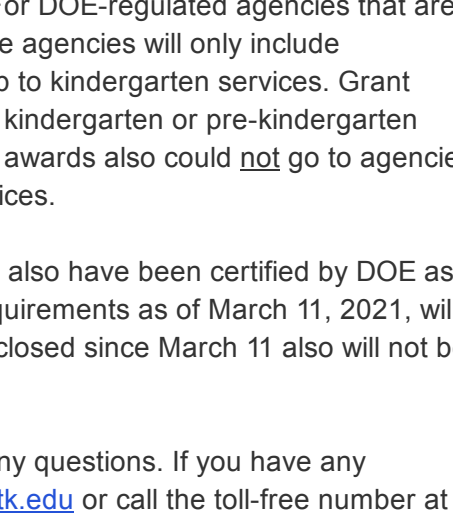 or DOE-regulated agencies that are
e agencies will only include
to kindergarten services. Grant
kindergarten or pre-kindergarten
awards also could not go to agencie
ices.
also have been certified by DOE as
quirements as of March 11, 2021, wil
closed since March 11 also will not b
ny questions. If you have any
tk.edu or call the toll-free number at